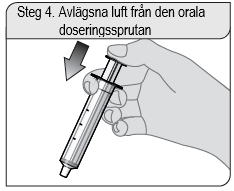 Steg 4. Avlägsna luft från den orala
doseringssprutan